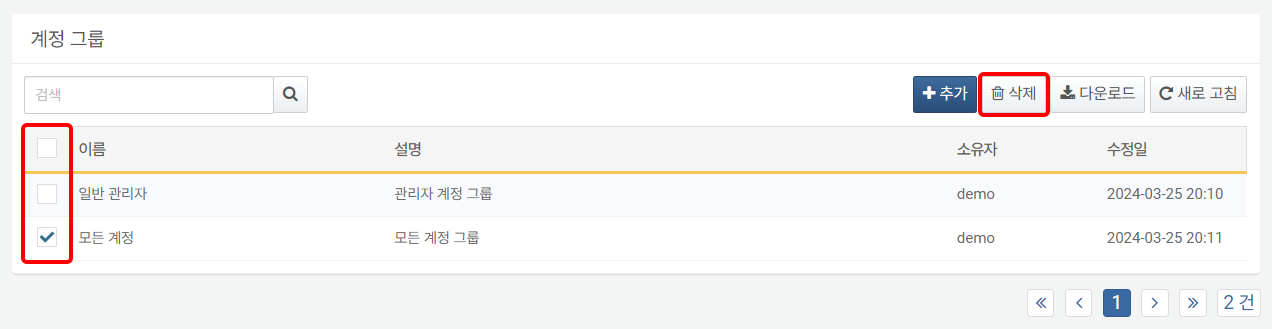 계정 그룹
검색 추가 삭제 다운로드 새로 고침
이름 설명 소유자 수정일
일반 관리자 관리자 계정 그룹 demo 2024-03-25 20:10
모든 계정 모든 계정 그룹 demo 2024-03-25 20:11
1 2 건